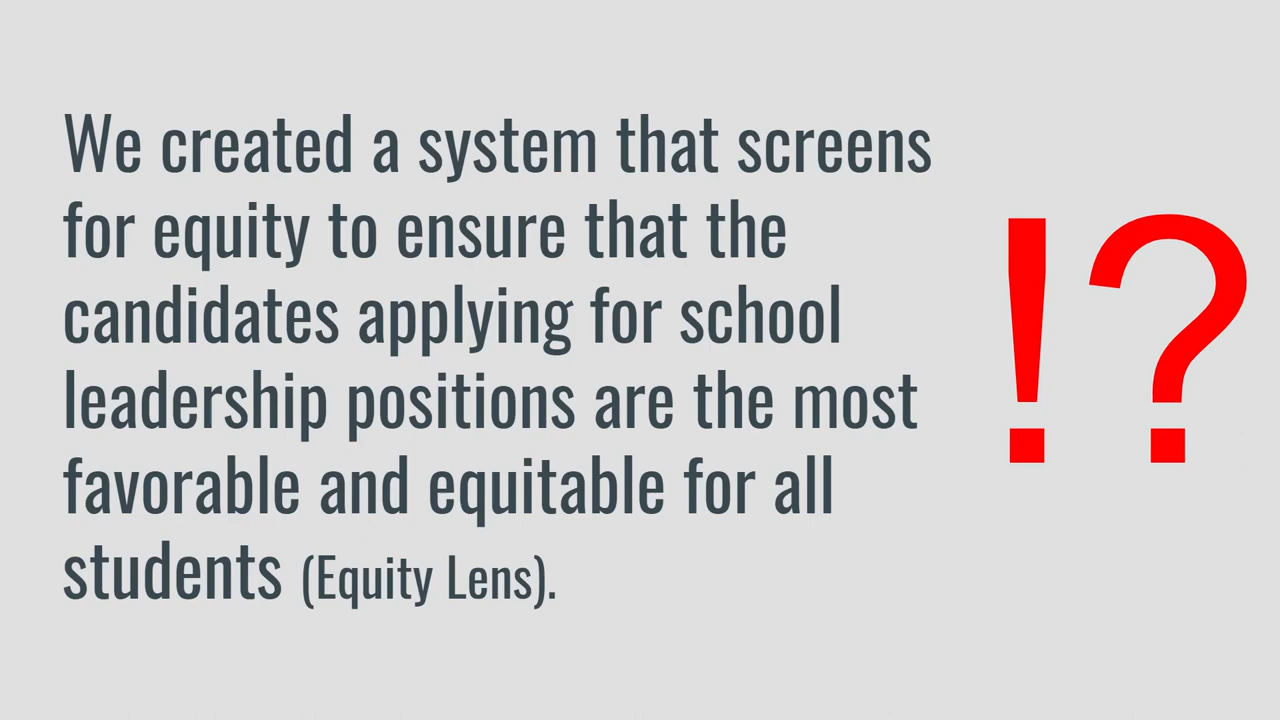 We created a system that screens
for equity to ensure that the
candidates applying for school
leadership positions are the most
favorable and equitable for all
students (Equity Lens).
!?